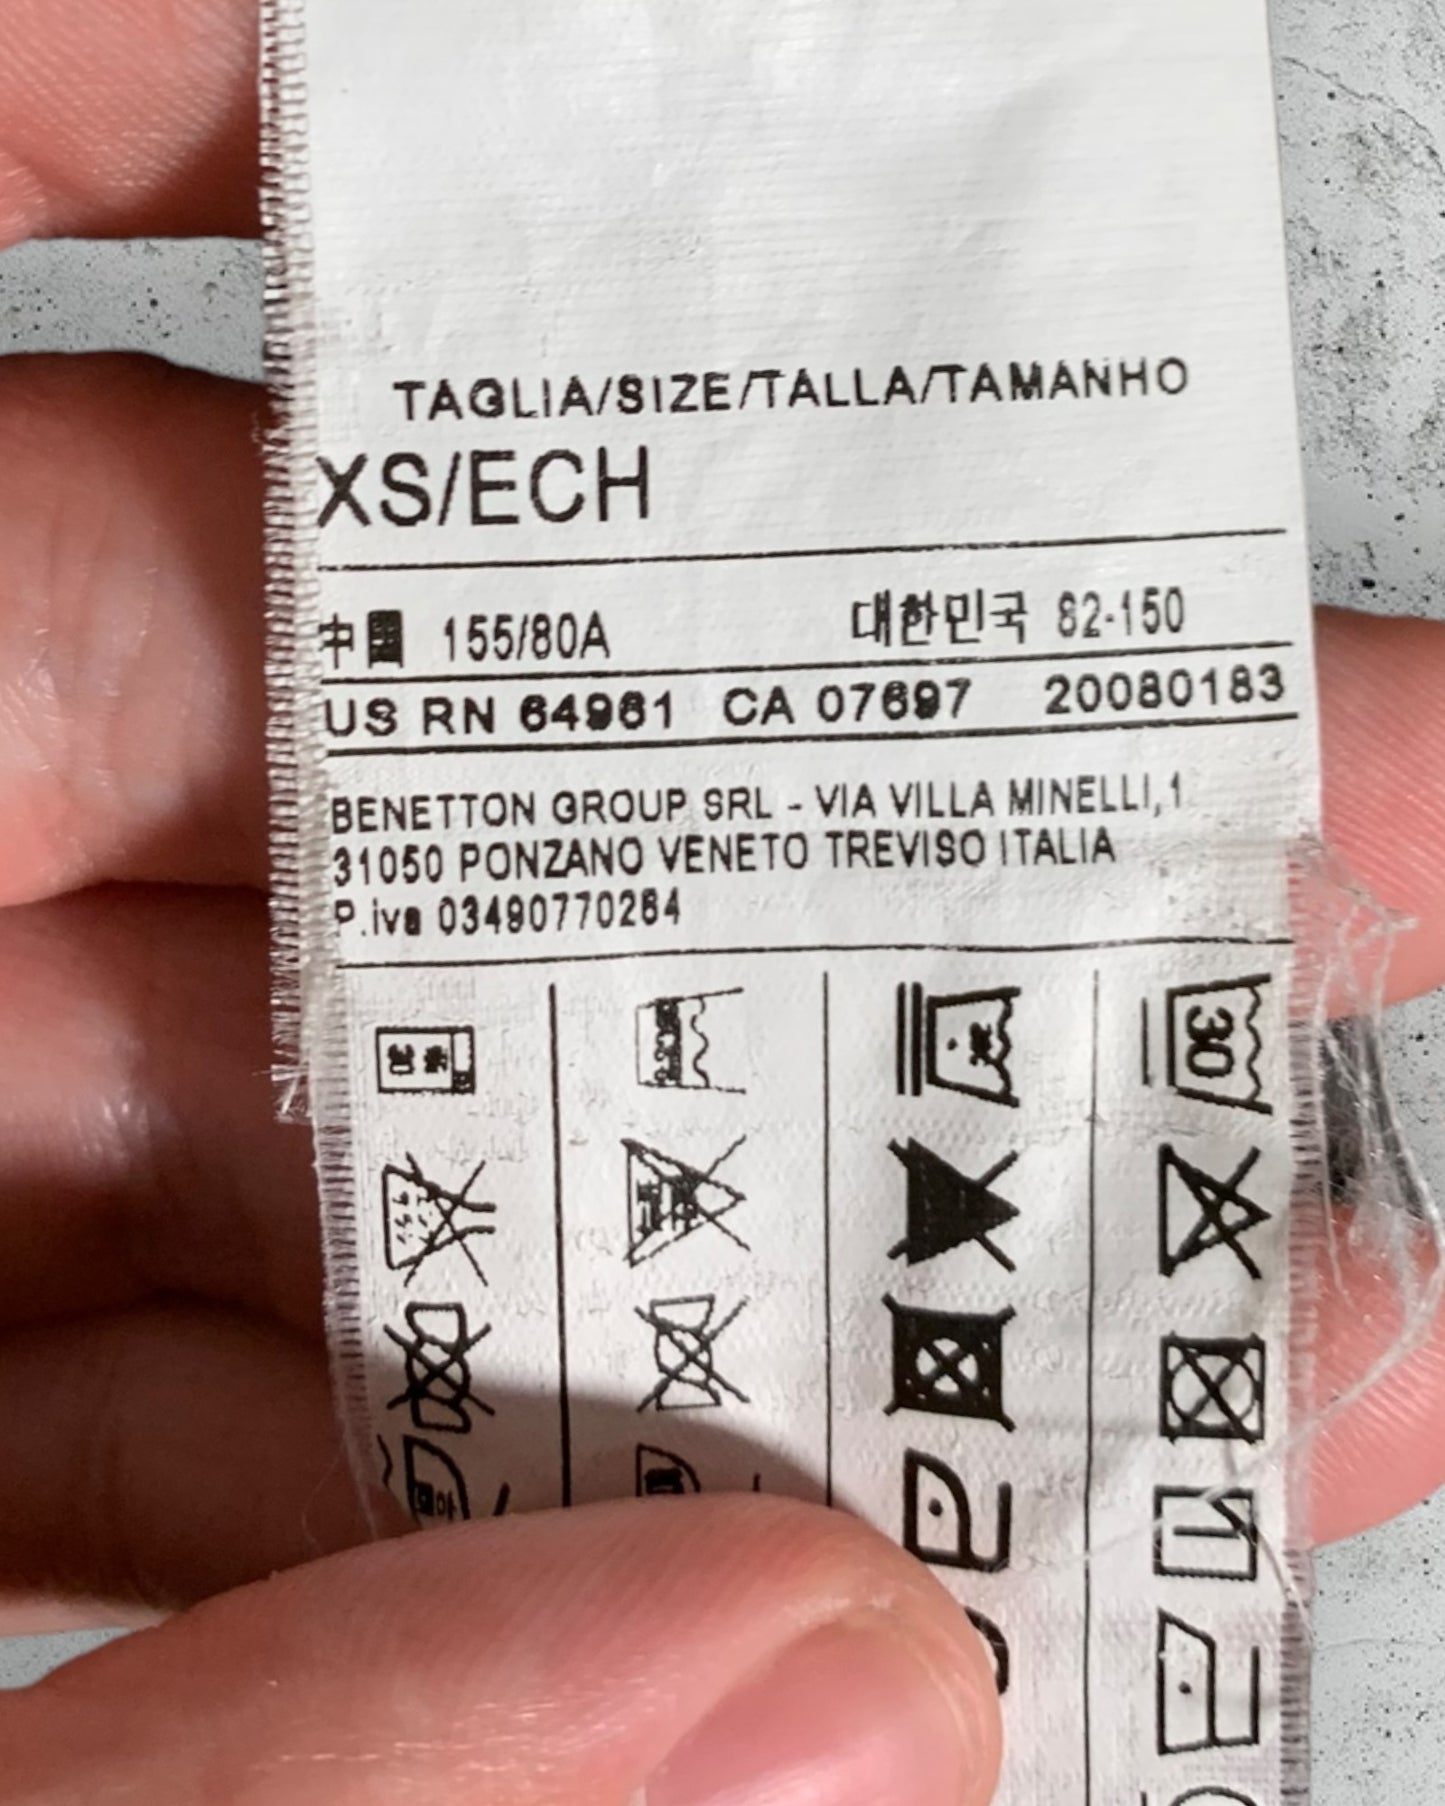 TAGLIA/SIZE/TALLA/TAMANHO
XS/ECH
中国 155/80A 대한민국 82-150
US RN 64961 CA 07697 20080183
BENETTON GROUP SRL - VIA VILLA MINELLI,1
31050 PONZANO VENETO TREVISO ITALIA
P.iva 03490770264
30
30